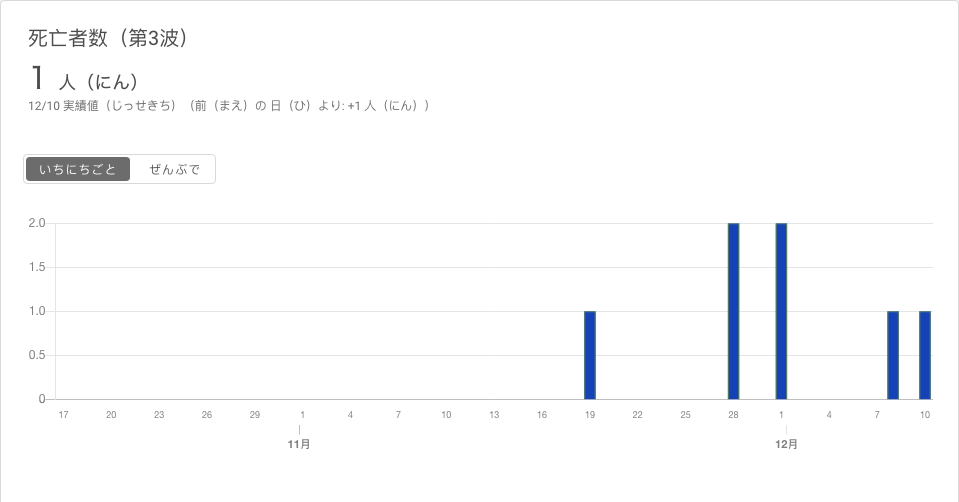 死亡者数（第3波）
1 人（にん）
12/10 実績値（じっせきち）（前（まえ）の 日（ひ）より: +1 人（にん））
いちにちごと ぜんぶで
2.0
1.5
1.0
0.5
0
17 20 23 26 29 1 4 7 10 13 16 19 22 25 28 1 4 7 10
11月 12月